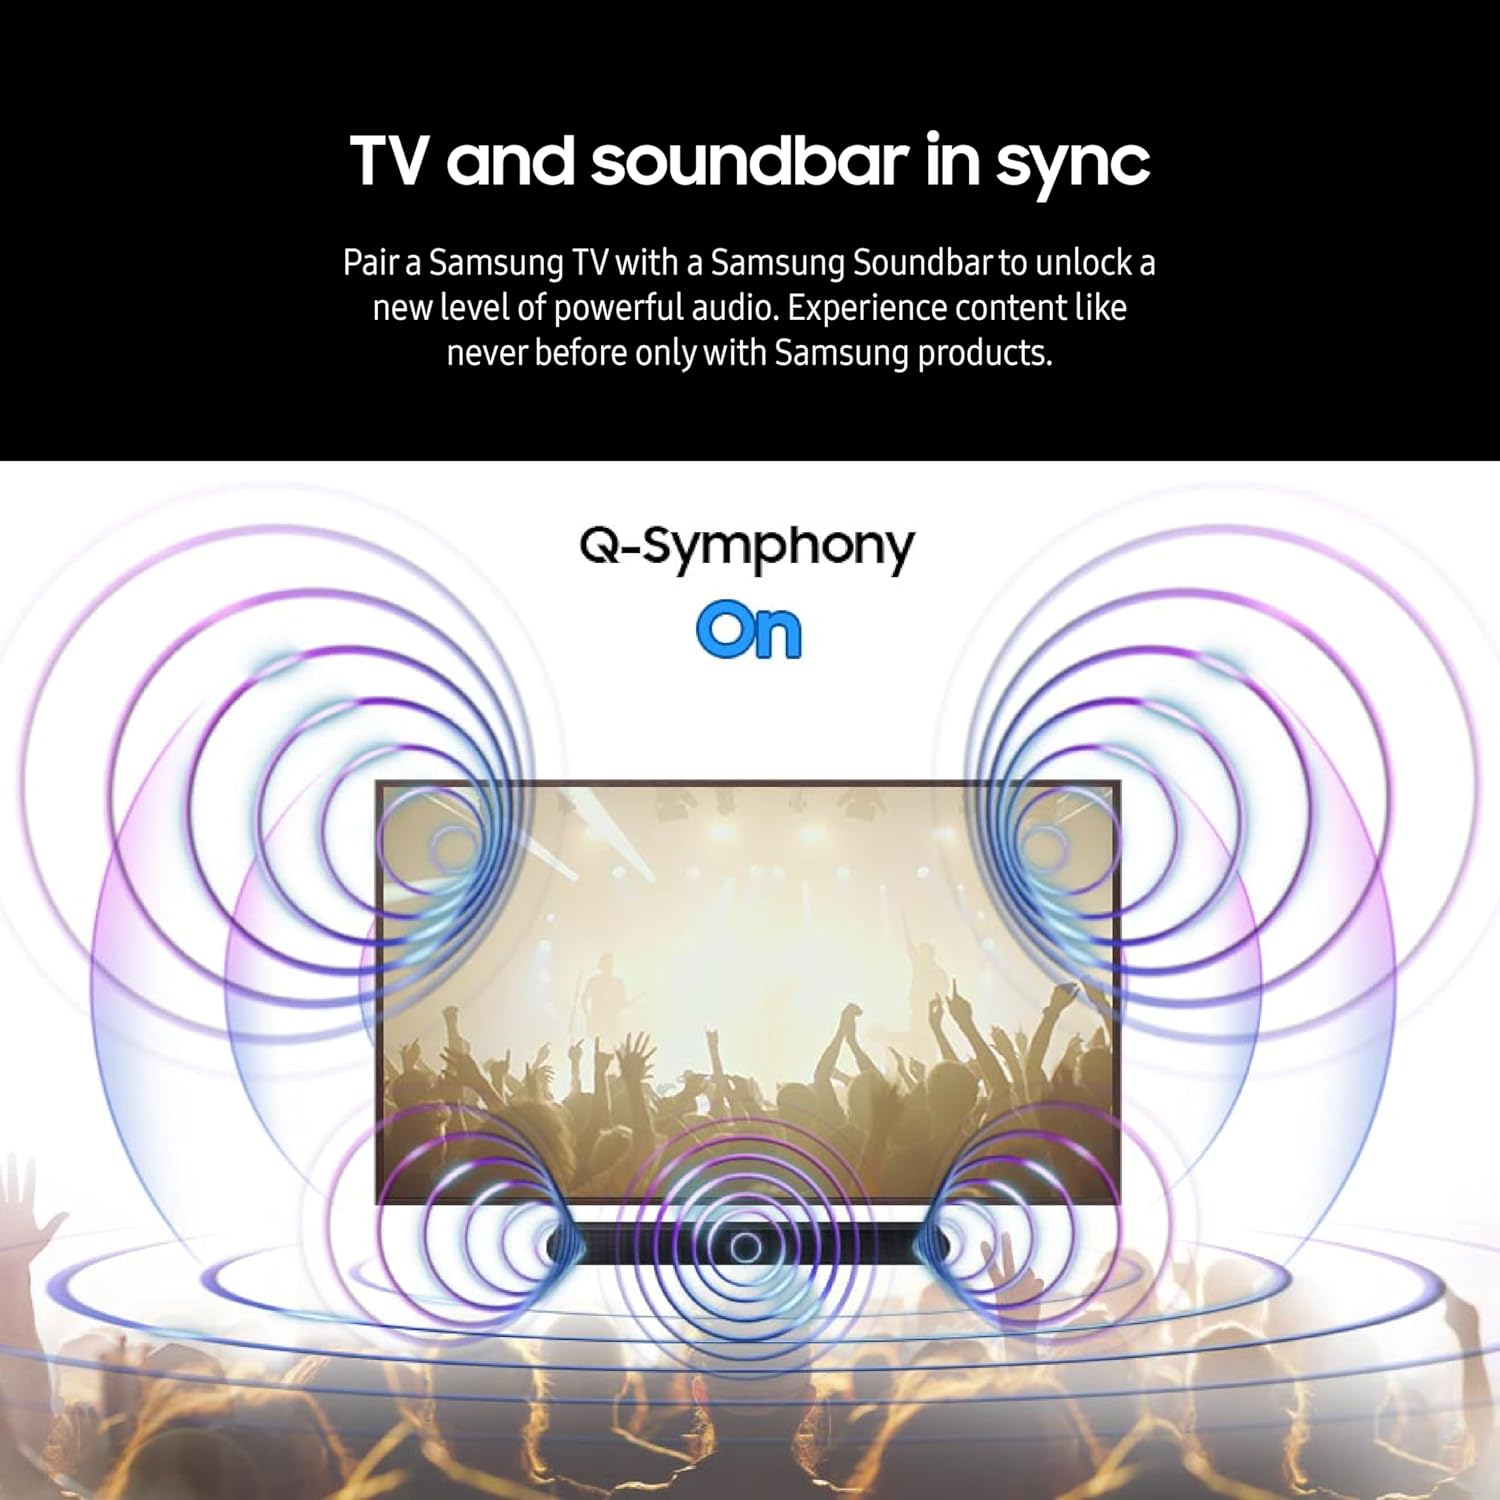 TV and soundbar in sync
Pair a Samsung TV with a Samsung Soundbar to unlock a
new level of powerful audio. Experience content like
never before only with Samsung products.
Q-Symphony
On